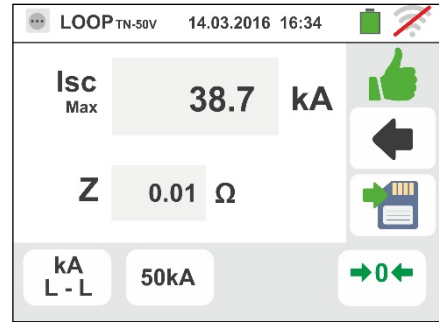 LOOP TN-50V 14.03.2016 16:34
Isc
Max
38.7 kA
Z 0.01 Ω
kA
L - L
50kA
→0←